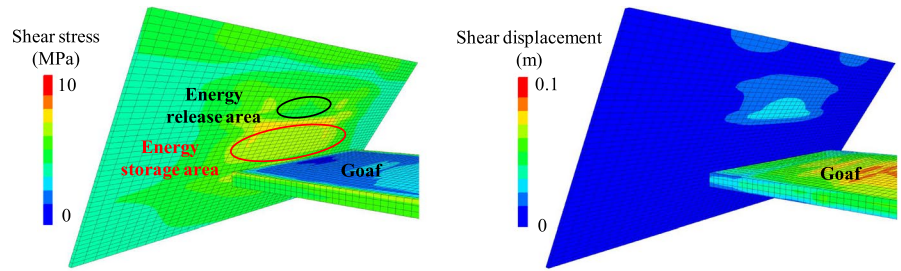 Shear stress
(MPa)
10
0
Energy
release area
Energy
storage area
Goaf
Shear displacement
(m)
0.1
0
Goaf